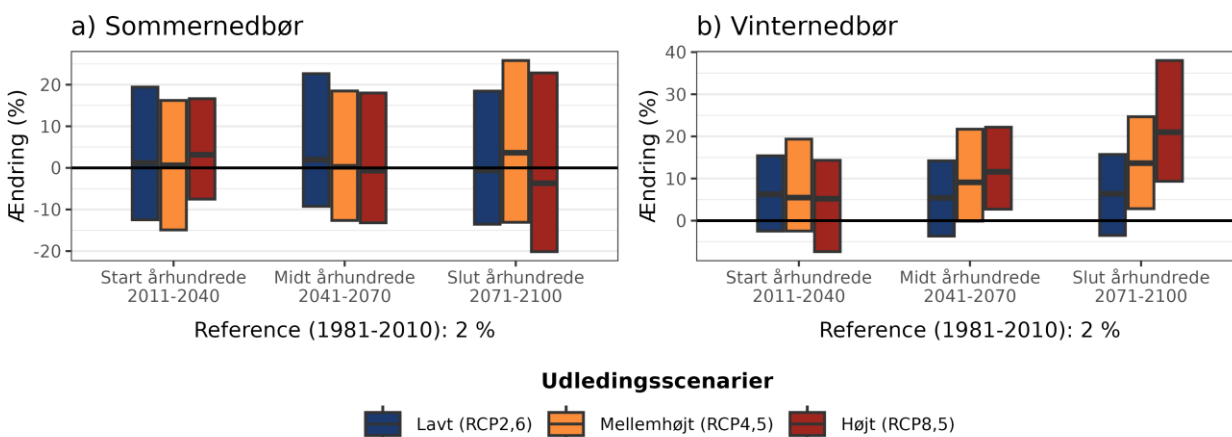 a) Sommernedbør
Ændring (%)
20
10
0
-10
-20
Start århundrede
2011-2040
Midt århundrede
2041-2070
Slut århundrede
2071-2100
Reference (1981-2010): 2 %
b) Vinternedbør
Ændring (%)
40
30
20
10
0
Start århundrede
2011-2040
Midt århundrede
2041-2070
Slut århundrede
2071-2100
Reference (1981-2010): 2 %
Udledingsscenarier
Lavt (RCP2,6)
Mellemhøjt (RCP4,5)
Højt (RCP8,5)